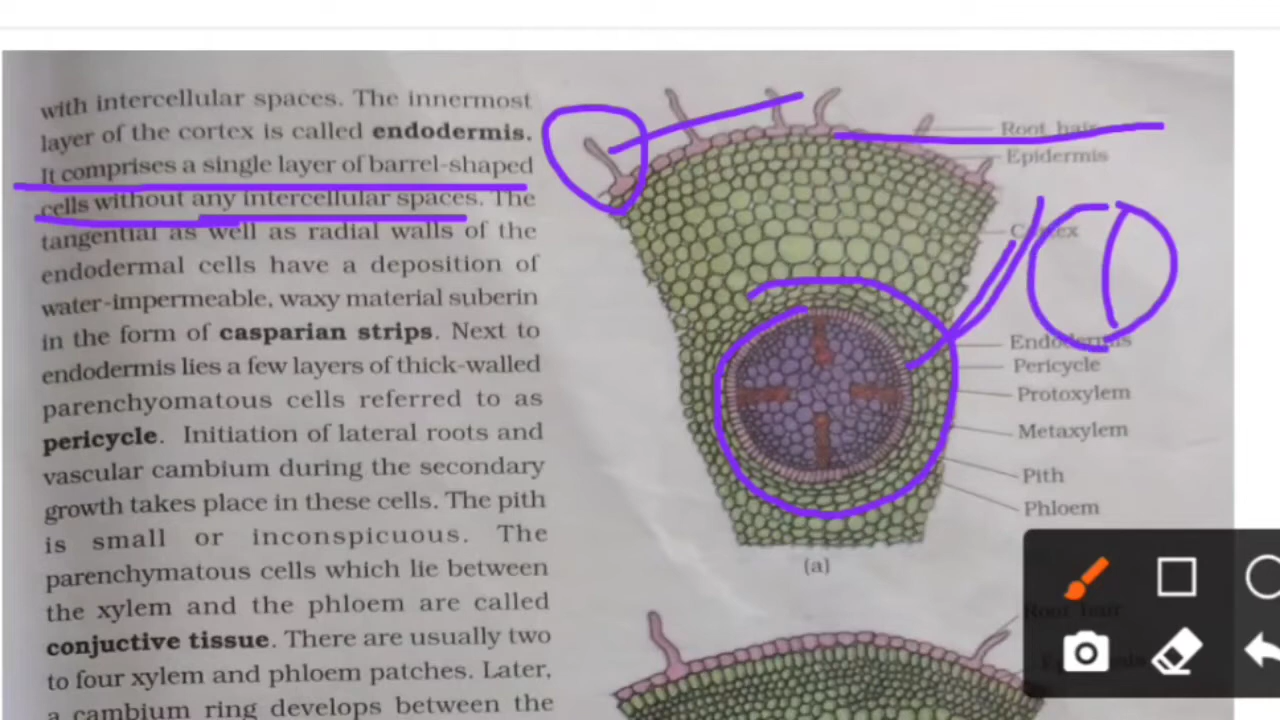 with intercellular spaces. The innermost
layer of the cortex is called endodermis.
It comprises a single layer of barrel-shaped
cells without any intercellular spaces. The
tangential as well as radial walls of the
endodermal cells have a deposition of
water-impermeable, waxy material suberin
in the form of casparian strips. Next to
endodermis lies a few layers of thick-walled
parenchyomatous cells referred to as
pericycle. Initiation of lateral roots and
vascular cambium during the secondary
growth takes place in these cells. The pith
is small or inconspicuous. The
parenchymatous cells which lie between
the xylem and the phloem are called
conjuctive tissue. There are usually two
to four xylem and phloem patches. Later,
a cambium ring develops between the
Root hair
Epidermis
Cortex
Endodermis
Pericycle
Protoxylem
Metaxylem
Pith
Phloem
(a)
Root hair